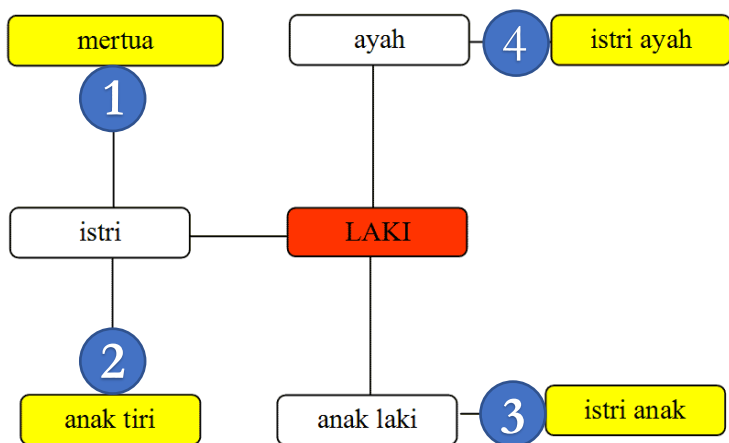 mertua
1
ayah
4
istri ayah
istri
LAKI
2
anak tiri
anak laki
3
istri anak